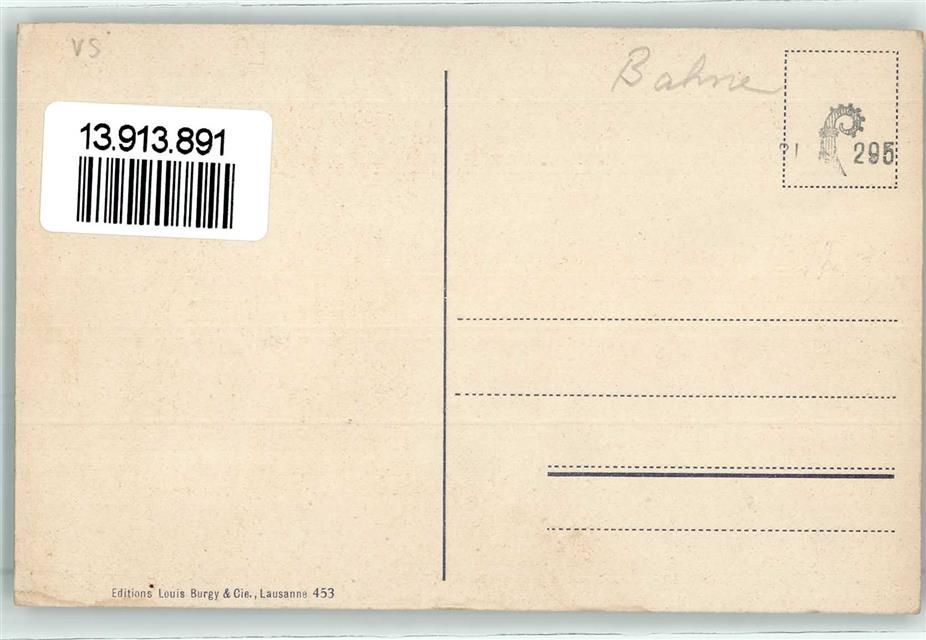 VS
13.913.891
Bahne
295
Editions Louis Burgy & Cie., Lausanne 453